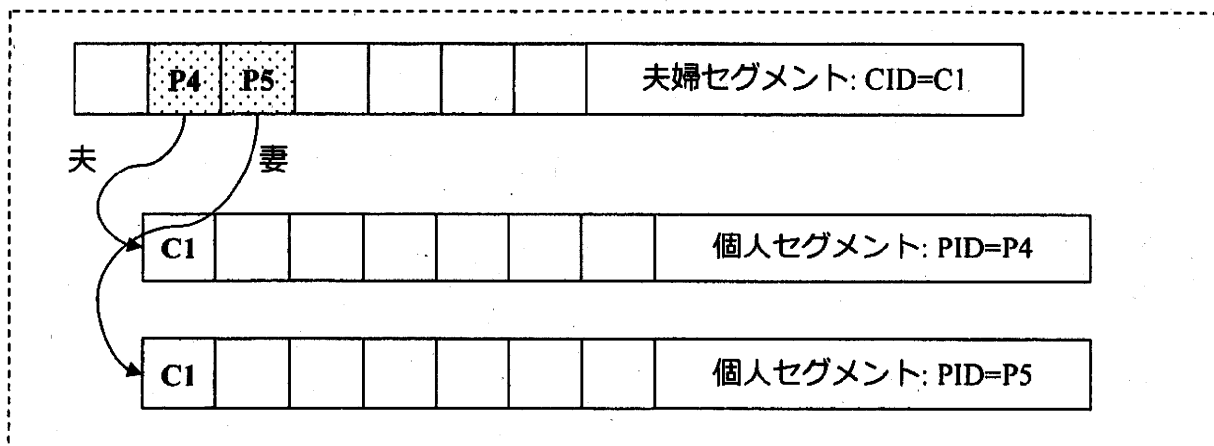 P4 P5 夫婦セグメント: CID=C1
夫 妻
C1 個人セグメント: PID=P4
C1 個人セグメント: PID=P5